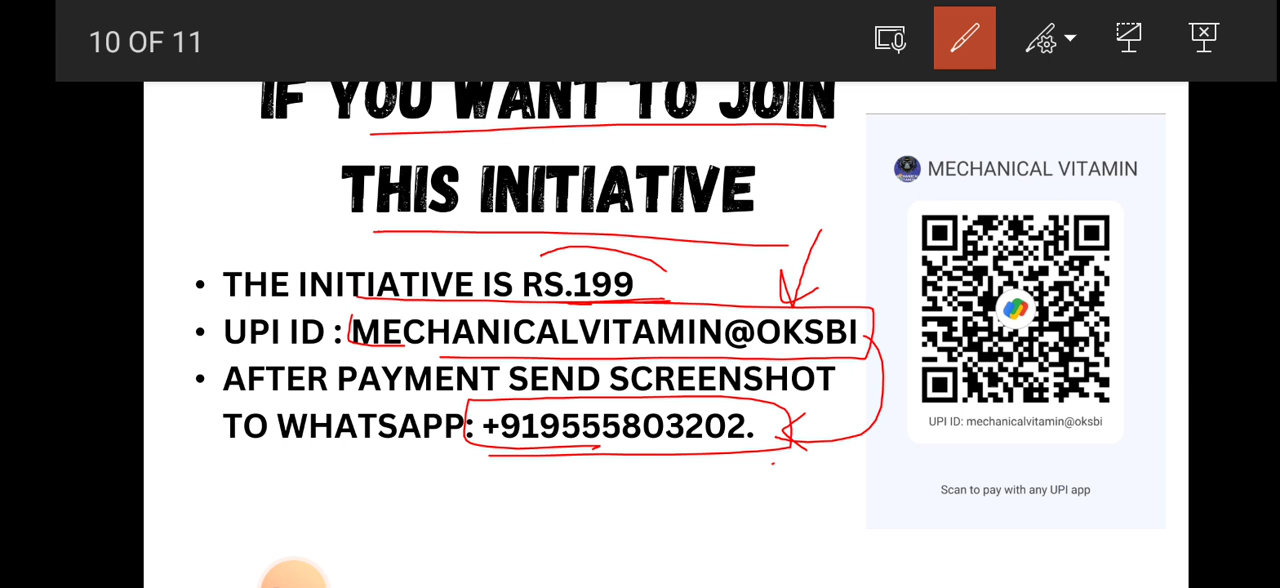 10 OF 11
IF YOU WANT TO JOIN
THIS INITIATIVE
• THE INITIATIVE IS RS.199
• UPI ID : MECHANICALVITAMIN@OKSBI
• AFTER PAYMENT SEND SCREENSHOT
TO WHATSAPP: +919555803202.
MECHANICAL VITAMIN
UPI ID: mechanicalvitamin@oksbi
Scan to pay with any UPI app